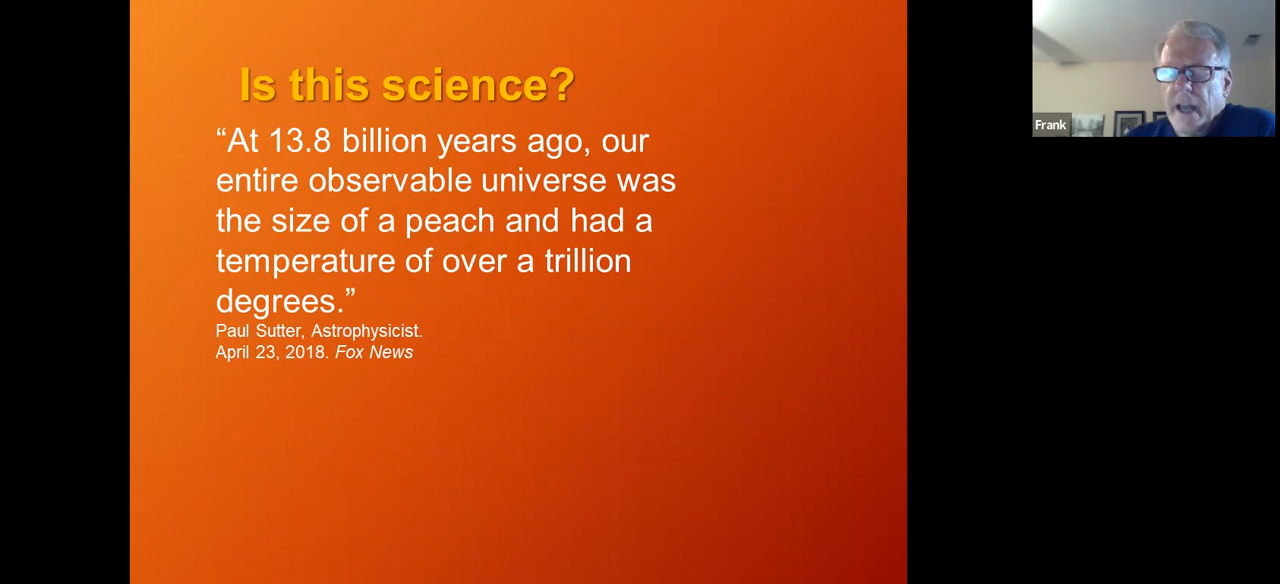 Is this science?
“At 13.8 billion years ago, our
entire observable universe was
the size of a peach and had a
temperature of over a trillion
degrees.”
Paul Sutter, Astrophysicist.
April 23, 2018. Fox News
Frank